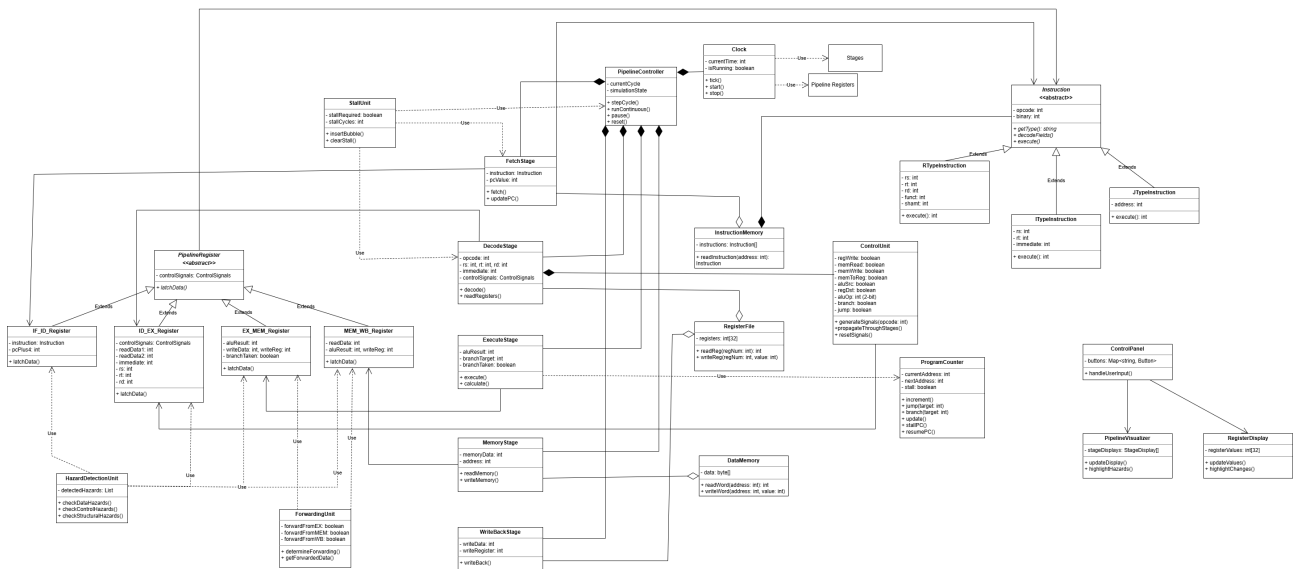 Clock
- currentTime: int
- isRunning: boolean
+ tick()
+ start()
+ stop()
Use
Stages
Use
Pipeline Registers
PipelineController
- currentCycle
- simulationState
+ stepCycle()
+ runContinuous()
+ pause()
+ reset()
Instruction
<<abstract>>
- opcode: int
- binary: int
+ getType(): string
+ decodeFields()
+ execute()
StallUnit
- stallRequired: boolean
- stallCycles: int
+ insertBubble()
+ clearStall()
Use
Use
Use
FetchStage
- instruction: Instruction
- pcValue: int
+ fetch()
+ updatePC()
Extends
Extends
Extends
RTypeInstruction
- rs: int
- rt: int
- rd: int
- funct: int
- shamt: int
+ execute(): int
JTypeInstruction
- address: int
+ execute(): int
ITypeInstruction
- rs: int
- rt: int
- immediate: int
+ execute(): int
InstructionMemory
- instructions: Instruction[]
+ readInstruction(address: int):
Instruction
DecodeStage
- opcode: int
- rs: int, rt: int, rd: int
- immediate: int
- controlSignals: ControlSignals
+ decode()
+ readRegisters()
ControlUnit
- regWrite: boolean
- memRead: boolean
- memWrite: boolean
- memToReg: boolean
- aluSrc: boolean
- regDst: boolean
- aluOp: int (2-bit)
- branch: boolean
- jump: boolean
+ generateSignals(opcode: int)
+propagateThroughStages()
+ resetSignals()
PipelineRegister
<<abstract>>
- controlSignals: ControlSignals
+ latchData()
Extends
Extends
Extends
Extends
IF_ID_Register
- instruction: Instruction
- pcPlus4: int
+ latchData()
ID_EX_Register
- controlSignals: ControlSignals
- readData1: int
- readData2: int
- immediate: int
- rs: int
- rt: int
- rd: int
+ latchData()
EX_MEM_Register
- aluResult: int
- writeData: int, writeReg: int
- branchTaken: boolean
+ latchData()
MEM_WB_Register
- readData: int
- aluResult: int, writeReg: int
+ latchData()
RegisterFile
- registers: int[32]
+ readReg(regNum: int): int
+ writeReg(regNum: int, value: int)
ExecuteStage
- aluResult: int
- branchTarget: int
- branchTaken: boolean
+ execute()
+ calculate()
Use
ProgramCounter
- currentAddress: int
- nextAddress: int
- stall: boolean
+ increment()
+ jump(target: int)
+ branch(target: int)
+ update()
+ stallPC()
+ resumePC()
ControlPanel
- buttons: Map<string, Button>
+ handleUserInput()
PipelineVisualizer
- stageDisplays: StageDisplay[]
+ updateDisplay()
+ highlighHazards()
RegisterDisplay
- registerValues: int[32]
+ updateValues()
+ highlightChanges()
Use
Use
Use
Use
Use
Use
HazardDetectionUnit
- detectedHazards: List
+ checkDataHazards()
+ checkControlHazards()
+ checkStructuralHazards()
MemoryStage
- memoryData: int
- address: int
+ readMemory()
+ writeMemory()
DataMemory
- data: byte[]
+ readWord(address: int): int
+ writeWord(address: int, value: int)
ForwardingUnit
- forwardFromEX: boolean
- forwardFromMEM: boolean
- forwardFromWB: boolean
+ determineForwarding()
+ getForwardedData()
WriteBackStage
- writeData: int
- writeRegister: int
+ writeBack()